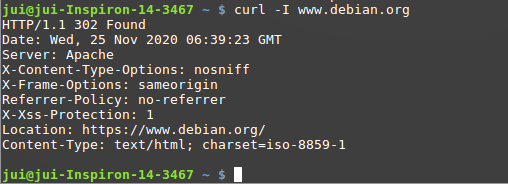 jui@jui-Inspiron-14-3467 ~ $ curl -I www.debian.org
HTTP/1.1 302 Found
Date: Wed, 25 Nov 2020 06:39:23 GMT
Server: Apache
X-Content-Type-Options: nosniff
X-Frame-Options: sameorigin
Referrer-Policy: no-referrer
X-Xss-Protection: 1
Location: https://www.debian.org/
Content-Type: text/html; charset=iso-8859-1
jui@jui-Inspiron-14-3467 ~ $